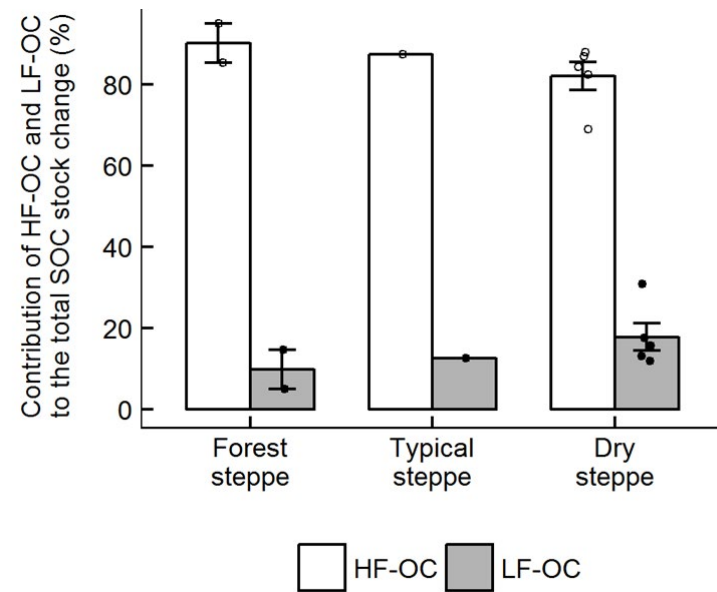 Contribution of HF-OC and LF-OC
to the total SOC stock change (%)
80
60
40
20
0
Forest
steppe
Typical
steppe
Dry
steppe
HF-OC
LF-OC